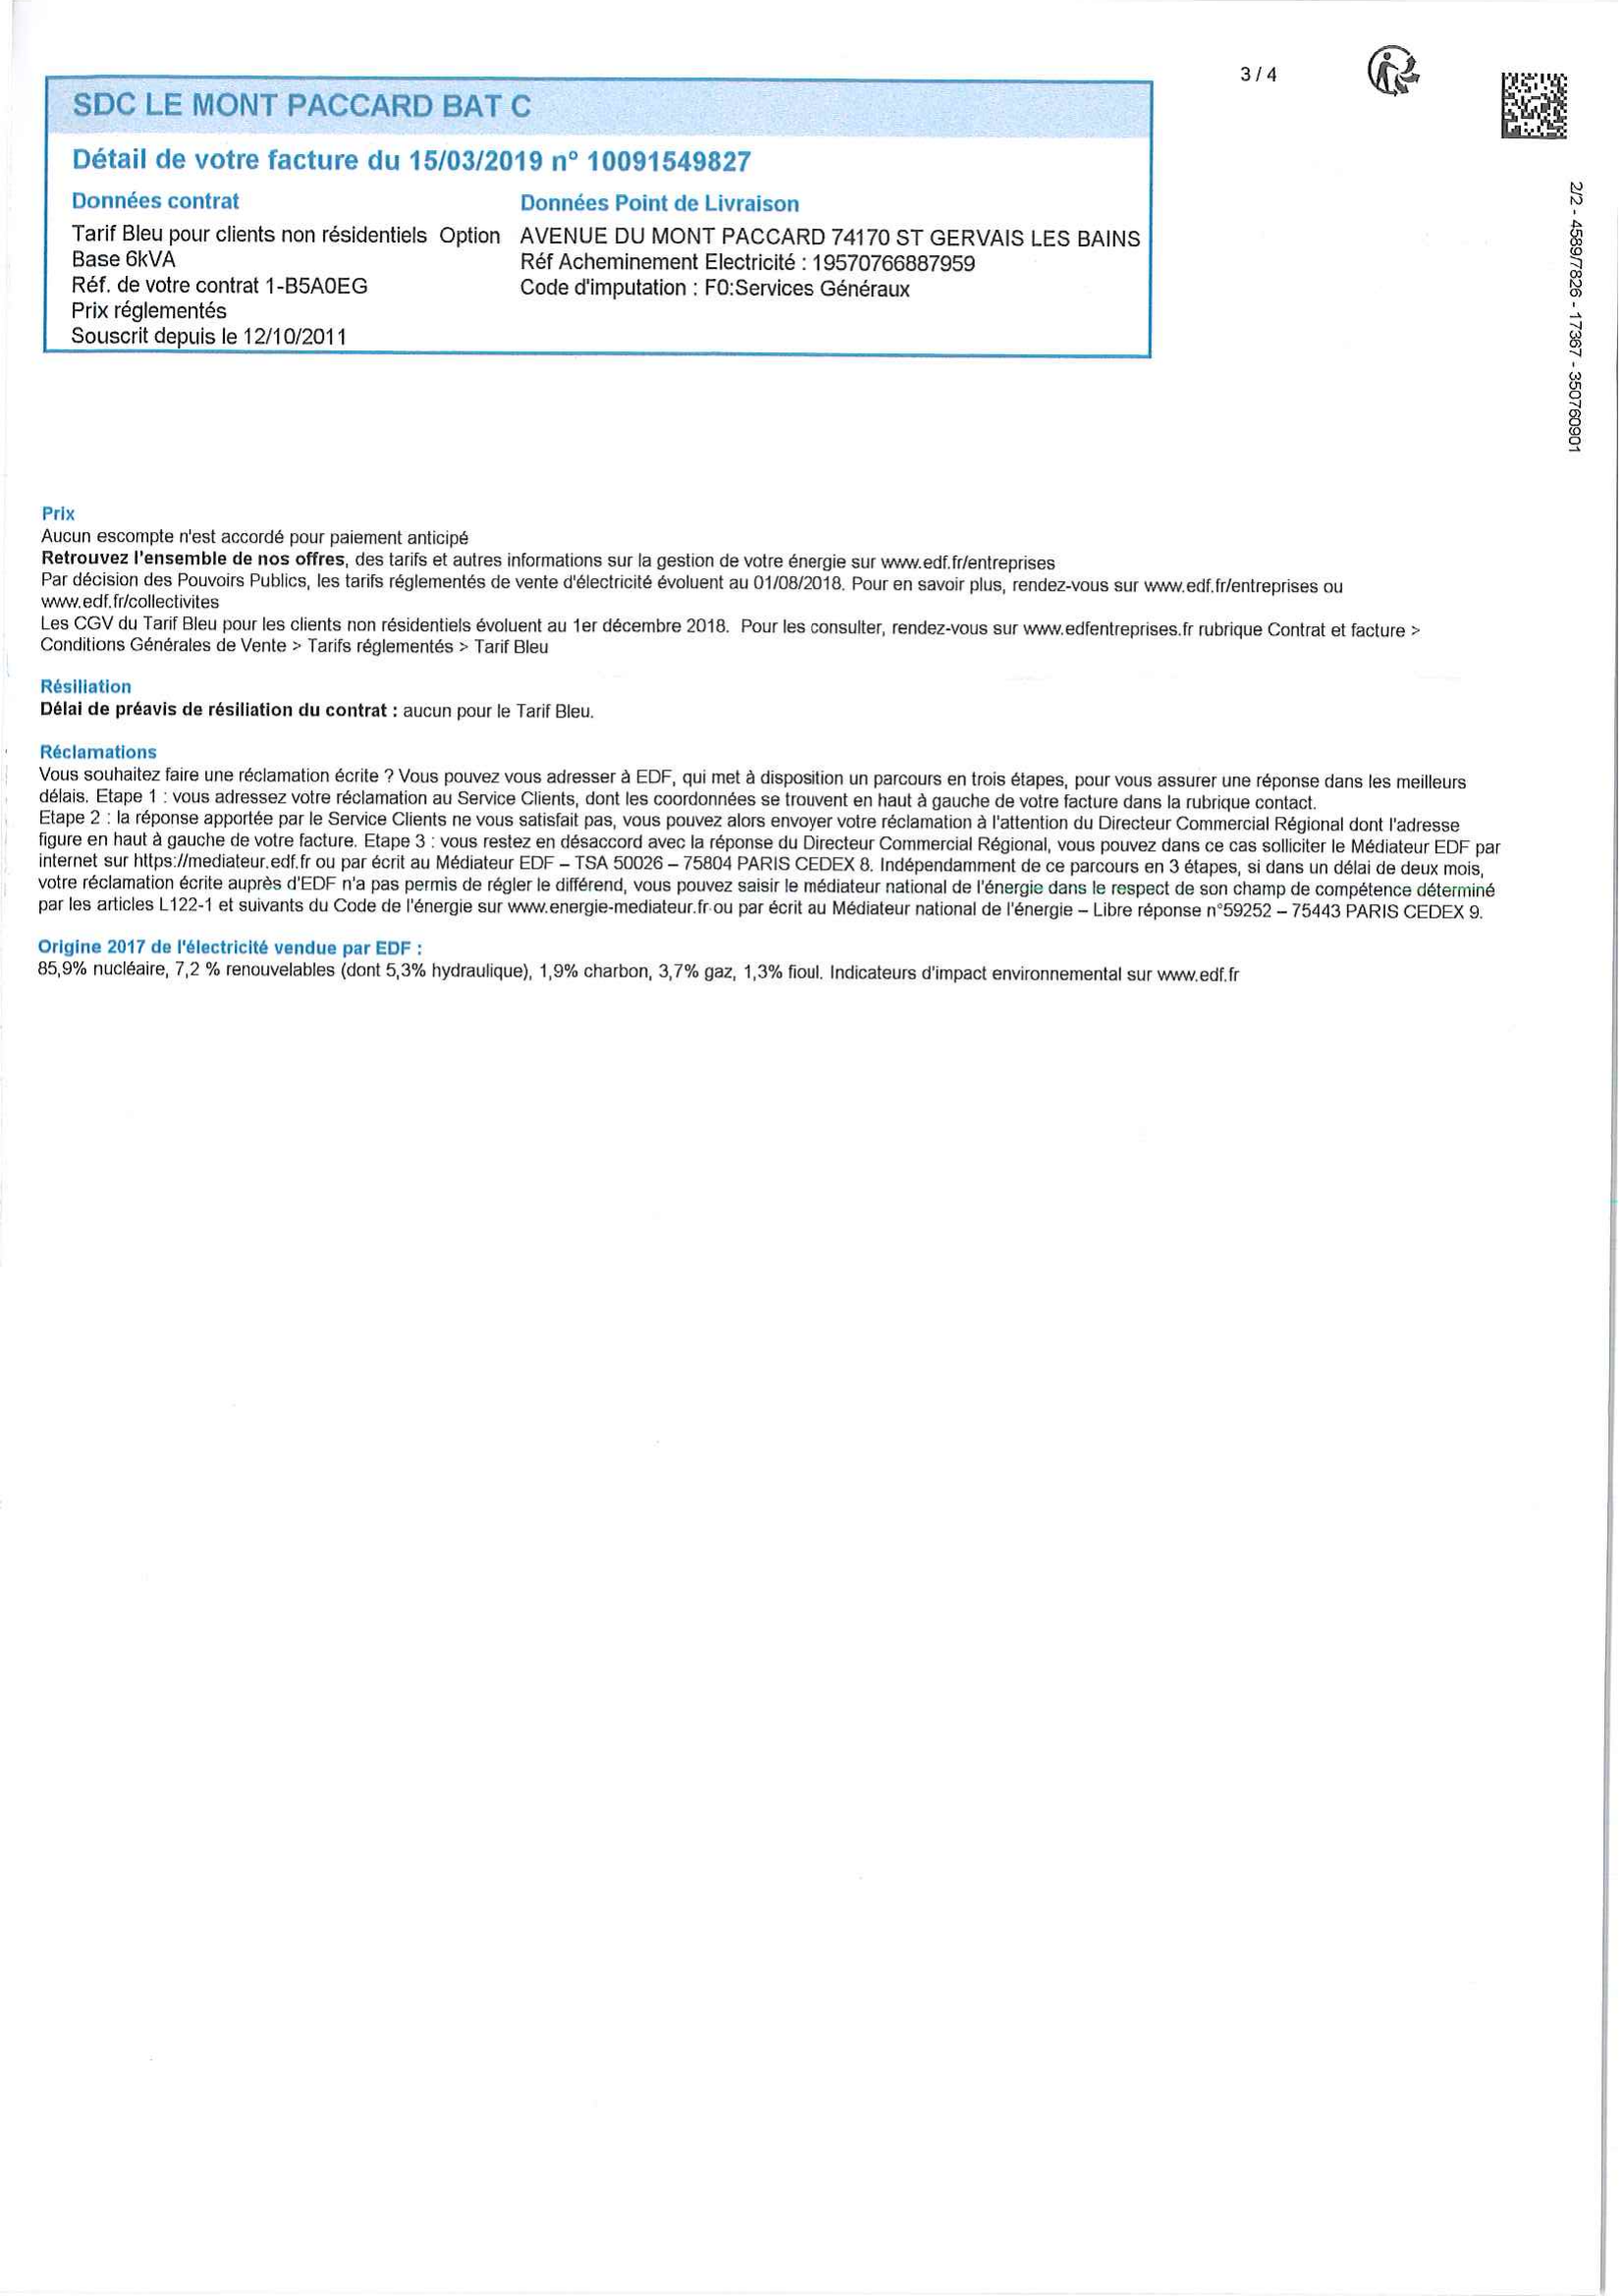 3 / 4
SDC LE MONT PACCARD BAT C
Détail de votre facture du 15/03/2019 n° 10091549827
Données contrat
Tarif Bleu pour clients non résidentiels Option
Base 6kVA
Réf. de votre contrat 1-B5A0EG
Prix réglementés
Souscrit depuis le 12/10/2011
Données Point de Livraison
AVENUE DU MONT PACCARD 74170 ST GERVAIS LES BAINS
Réf Acheminement Electricité : 19570766887959
Code d'imputation : F0:Services Généraux
2/2 - 4589/7826 - 17367 - 350760901
Prix
Aucun escompte n'est accordé pour paiement anticipé
Retrouvez l'ensemble de nos offres, des tarifs et autres informations sur la gestion de votre énergie sur www.edf.fr/entreprises
Par décision des Pouvoirs Publics, les tarifs réglementés de vente d'électricité évoluent au 01/08/2018. Pour en savoir plus, rendez-vous sur www.edf.fr/entreprises ou
www.edf.fr/collectivites
Les CGV du Tarif Bleu pour les clients non résidentiels évoluent au 1er décembre 2018. Pour les consulter, rendez-vous sur www.edfentreprises.fr rubrique Contrat et facture >
Conditions Générales de Vente > Tarifs réglementés > Tarif Bleu
Résiliation
Délai de préavis de résiliation du contrat : aucun pour le Tarif Bleu.
Réclamations
Vous souhaitez faire une réclamation écrite ? Vous pouvez vous adresser à EDF, qui met à disposition un parcours en trois étapes, pour vous assurer une réponse dans les meilleurs
délais. Etape 1 : vous adressez votre réclamation au Service Clients, dont les coordonnées se trouvent en haut à gauche de votre facture dans la rubrique contact.
Etape 2 : la réponse apportée par le Service Clients ne vous satisfait pas, vous pouvez alors envoyer votre réclamation à l'attention du Directeur Commercial Régional dont l'adresse
figure en haut à gauche de votre facture. Etape 3 : vous restez en désaccord avec la réponse du Directeur Commercial Régional, vous pouvez dans ce cas solliciter le Médiateur EDF par
internet sur https://mediateur.edf.fr ou par écrit au Médiateur EDF – TSA 50026 – 75804 PARIS CEDEX 8. Indépendamment de ce parcours en 3 étapes, si dans un délai de deux mois,
votre réclamation écrite auprès d'EDF n'a pas permis de régler le différend, vous pouvez saisir le médiateur national de l'énergie dans le respect de son champ de compétence déterminé
par les articles L122-1 et suivants du Code de l'énergie sur www.energie-mediateur.fr ou par écrit au Médiateur national de l'énergie – Libre réponse n°59252 – 75443 PARIS CEDEX 9.
Origine 2017 de l'électricité vendue par EDF :
85,9% nucléaire, 7,2 % renouvelables (dont 5,3% hydraulique), 1,9% charbon, 3,7% gaz, 1,3% fioul. Indicateurs d'impact environnemental sur www.edf.fr